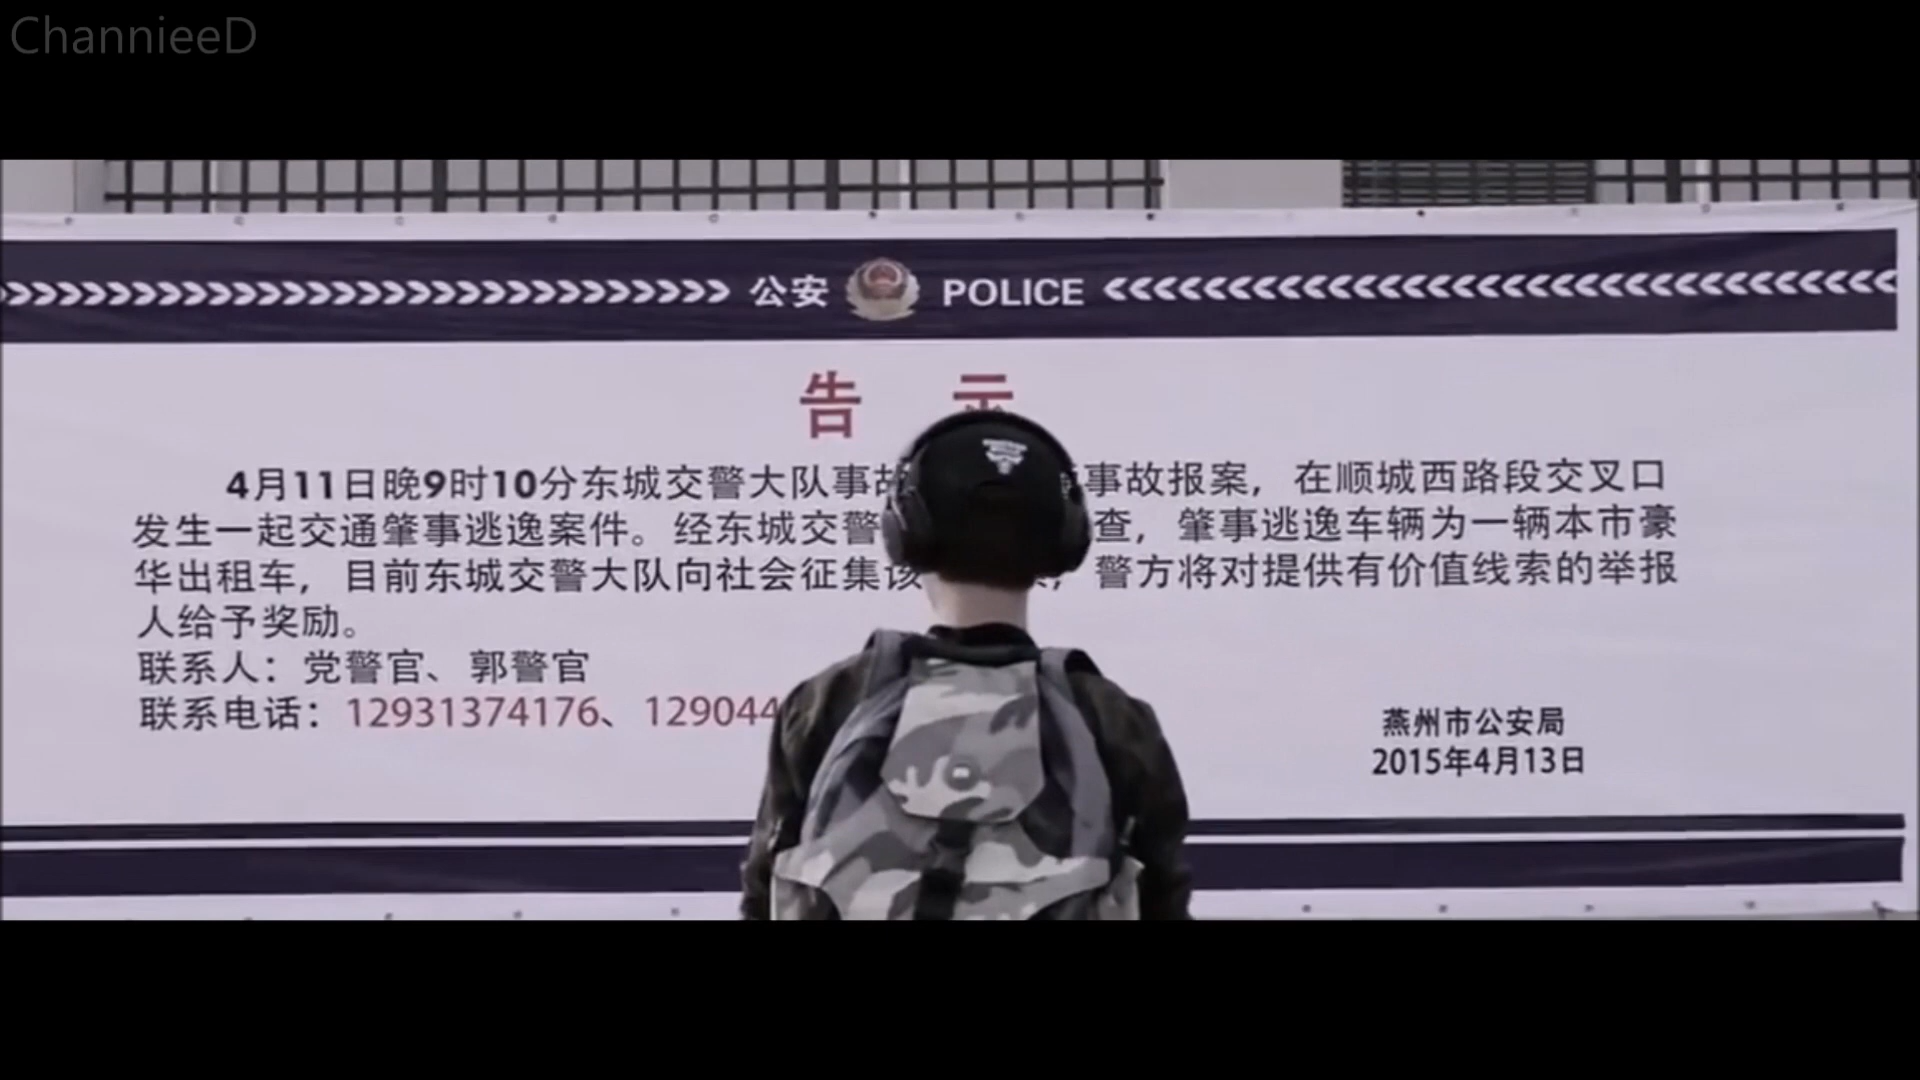 ChannieeD
公安 POLICE
告 示
4月11日晚9时10分东城交警大队事故 事故报案，在顺城西路段交叉口
发生一起交通肇事逃逸案件。经东城交警 查，肇事逃逸车辆为一辆本市豪
华出租车，目前东城交警大队向社会征集该 ，警方将对提供有价值线索的举报
人给予奖励。
联系人：党警官、郭警官
联系电话：12931374176、129044
燕州市公安局
2015年4月13日